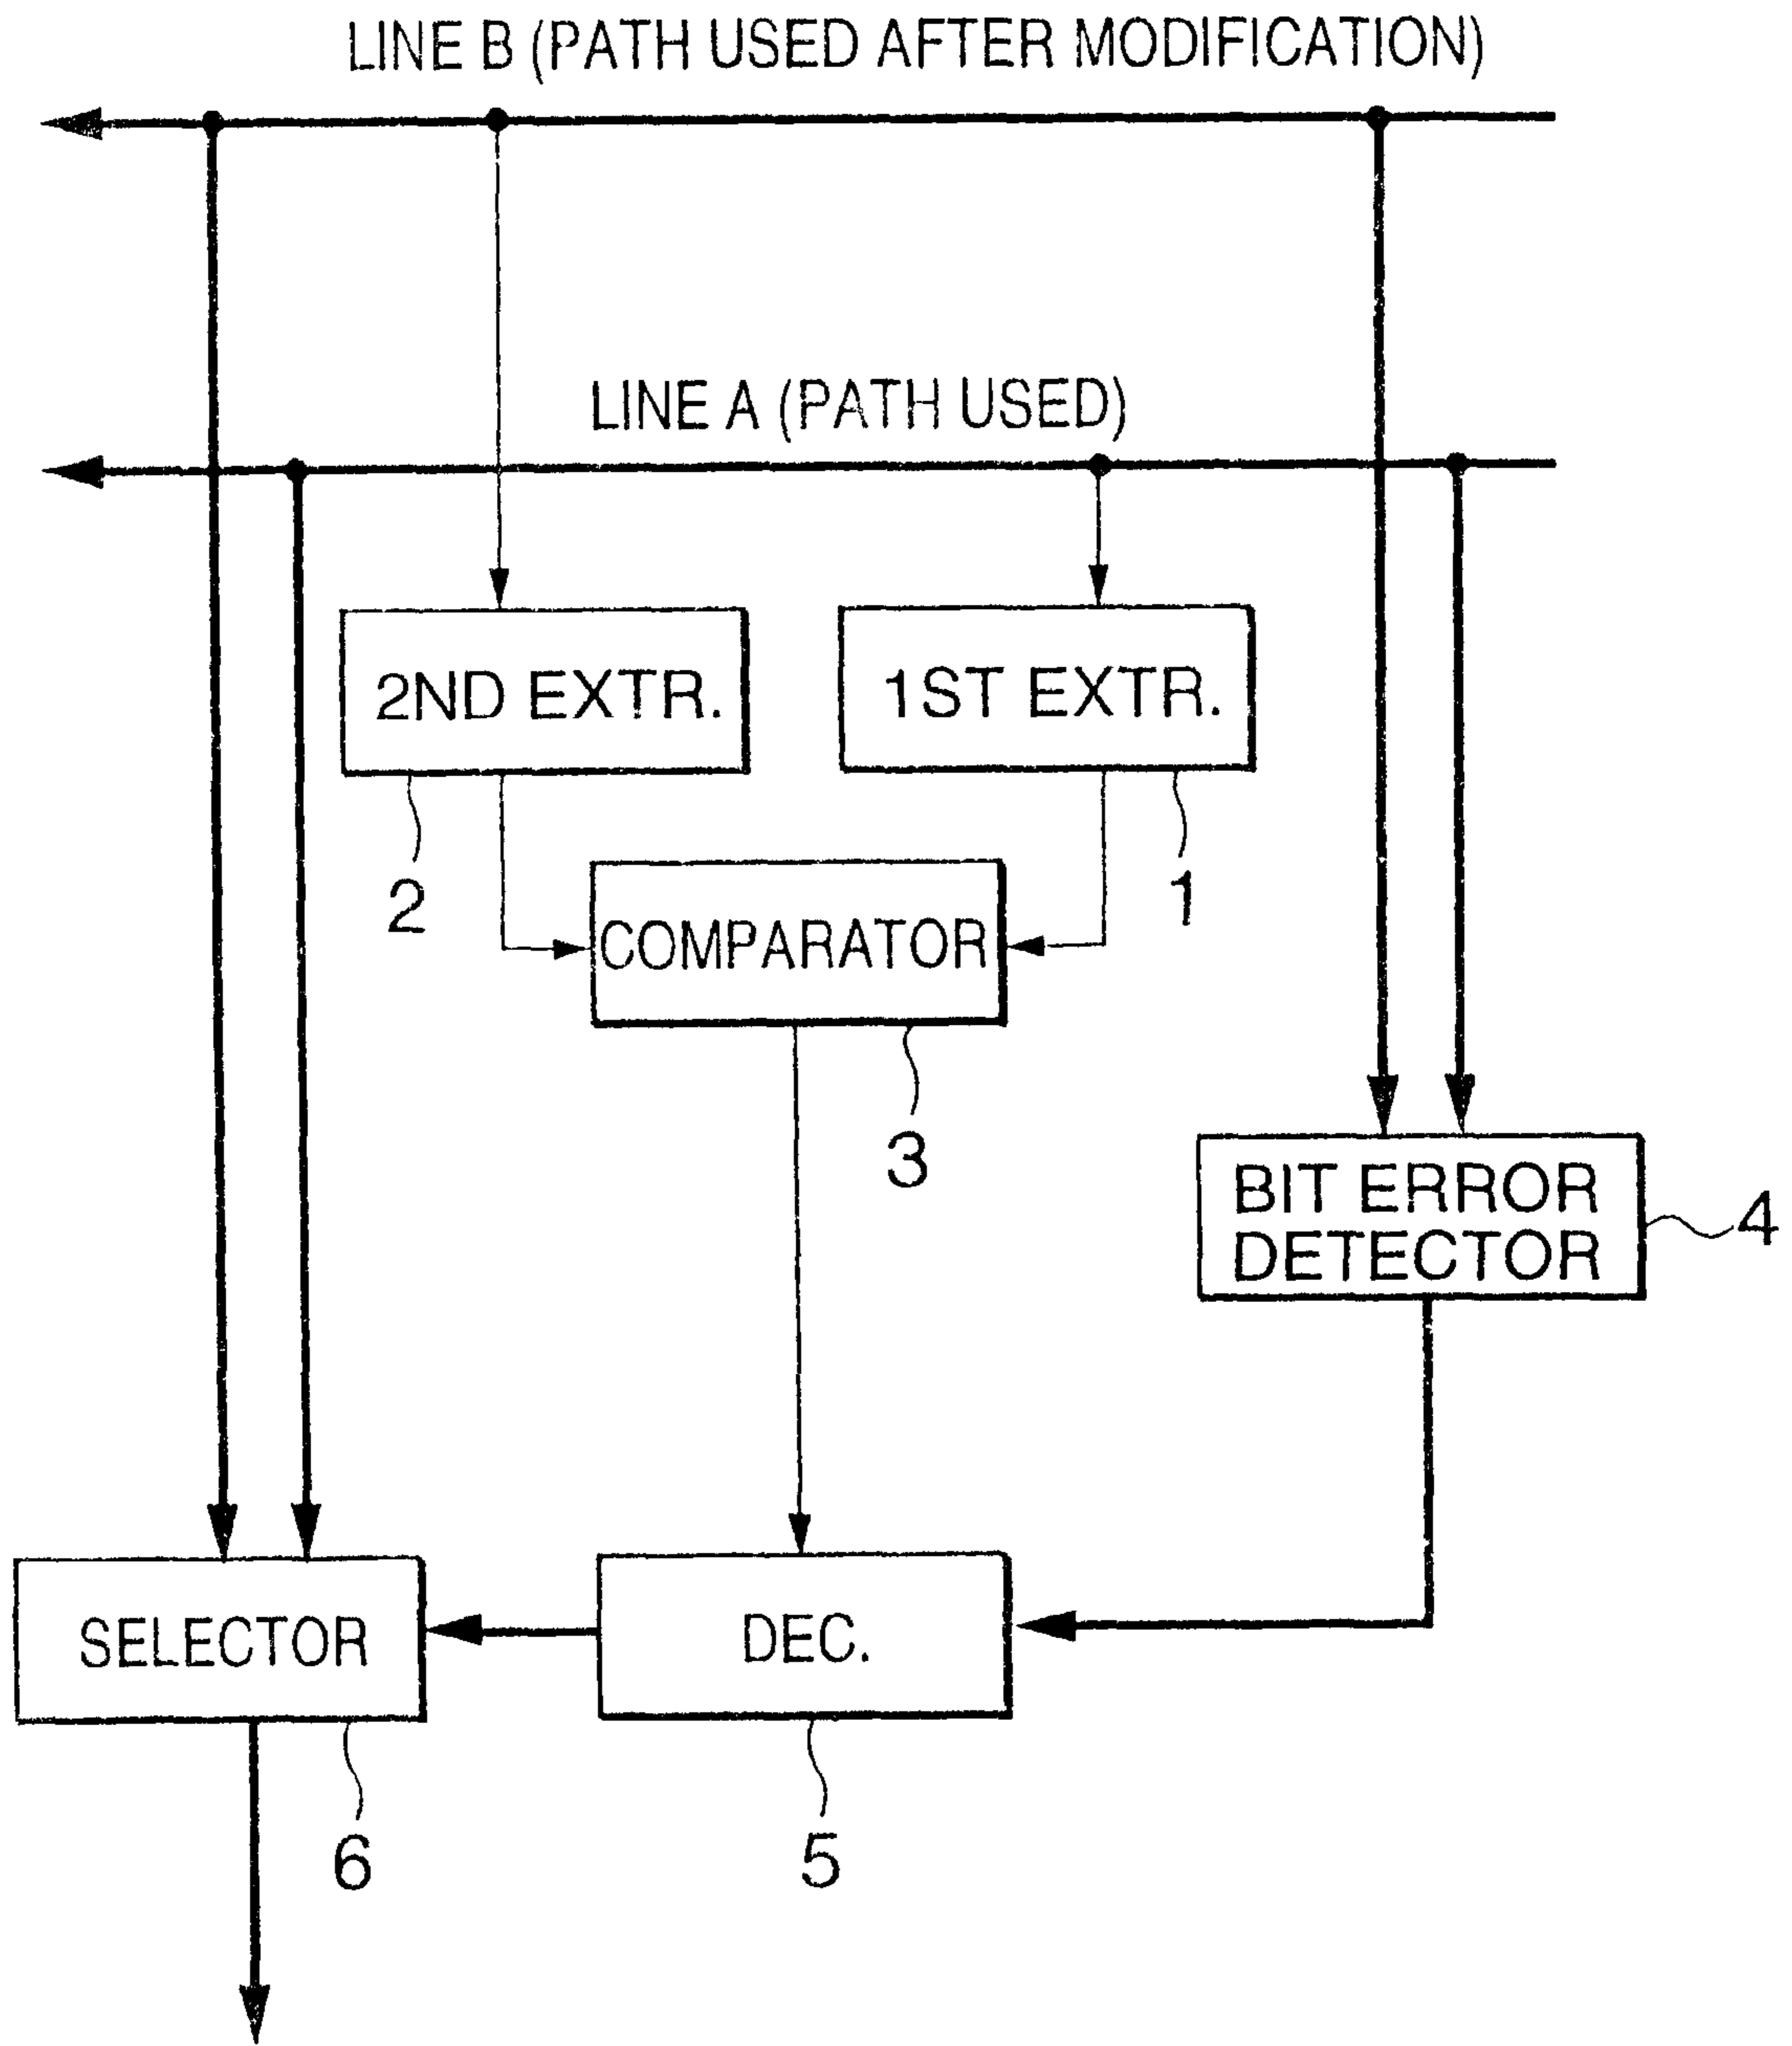 LINE B (PATH USED AFTER MODIFICATION)
LINE A (PATH USED)
2ND EXTR.
1ST EXTR.
2
1
COMPARATOR
3
BIT ERROR
DETECTOR
4
SELECTOR
DEC.
6
5